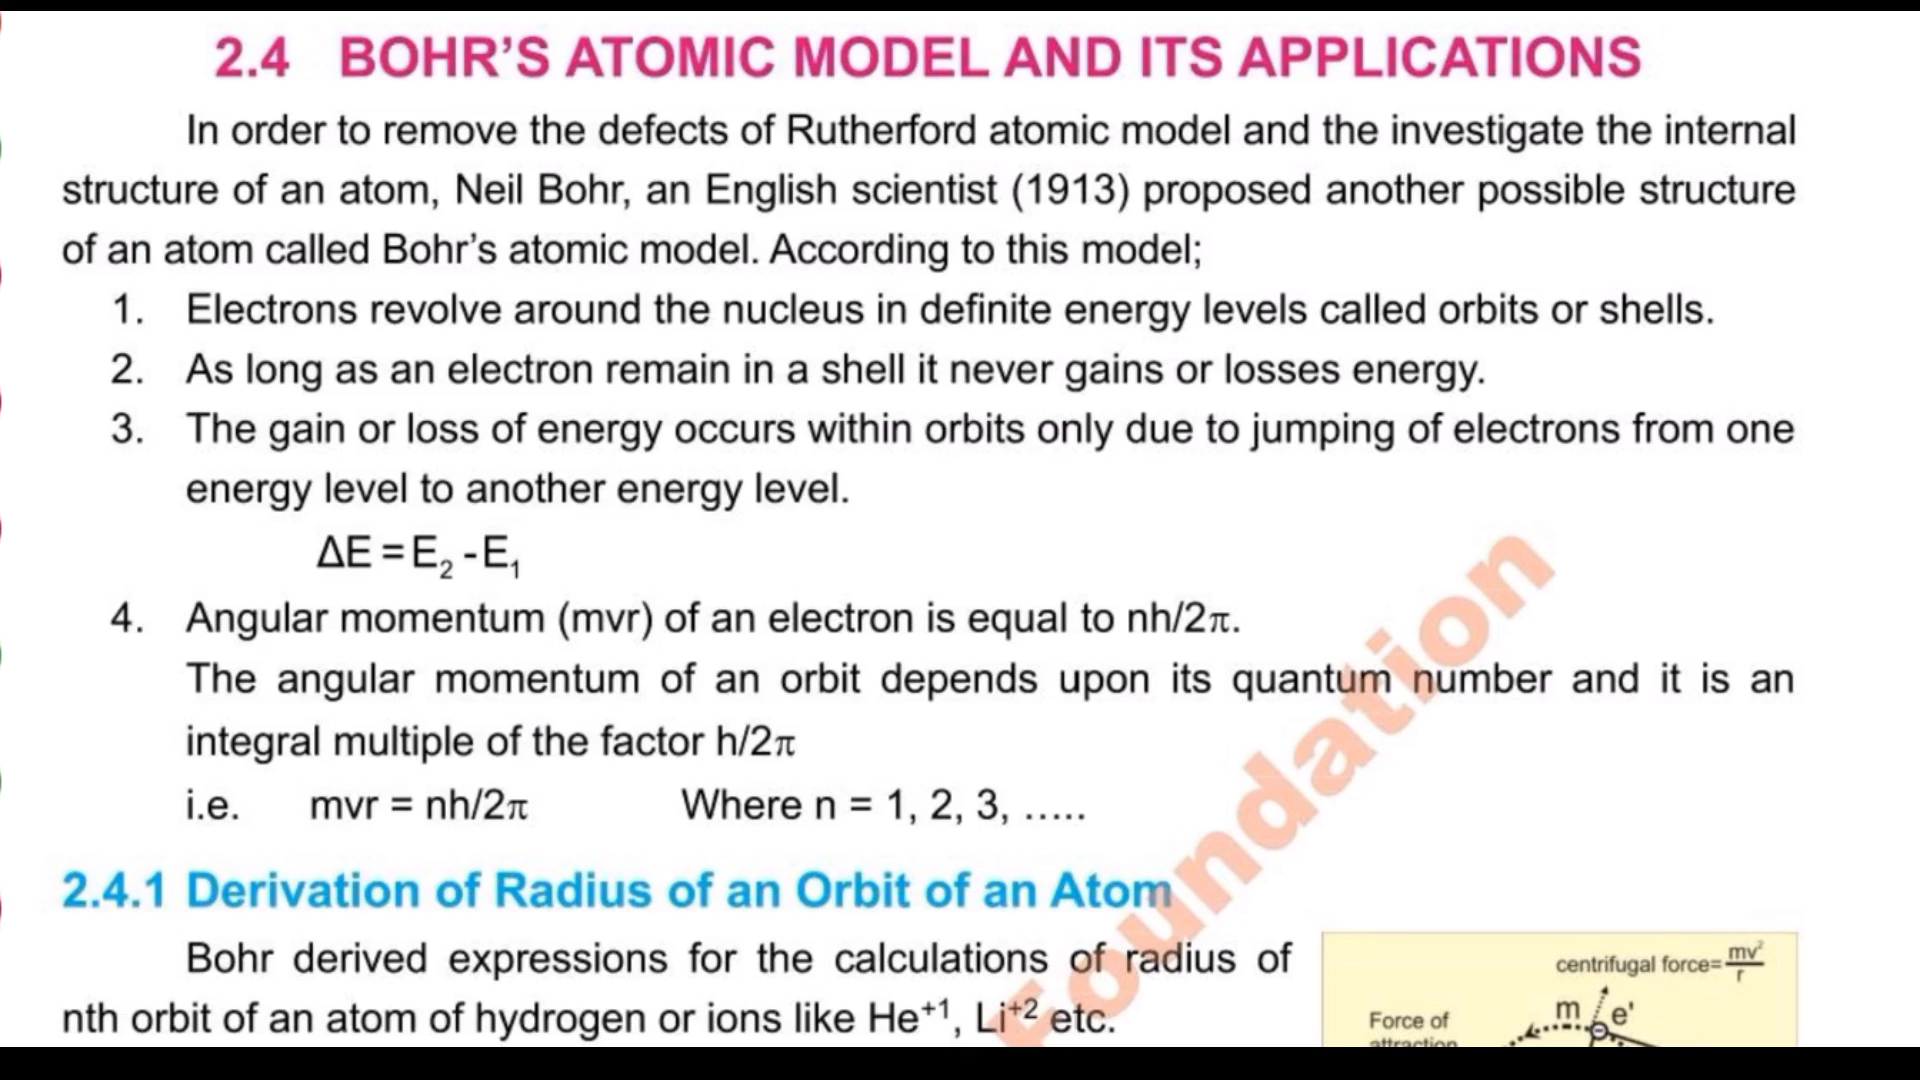 2.4 BOHR'S ATOMIC MODEL AND ITS APPLICATIONS
In order to remove the defects of Rutherford atomic model and the investigate the internal
structure of an atom, Neil Bohr, an English scientist (1913) proposed another possible structure
of an atom called Bohr's atomic model. According to this model;
1. Electrons revolve around the nucleus in definite energy levels called orbits or shells.
2. As long as an electron remain in a shell it never gains or losses energy.
3. The gain or loss of energy occurs within orbits only due to jumping of electrons from one
energy level to another energy level.
ΔE = E₂ - E₁
4. Angular momentum (mvr) of an electron is equal to nh/2π.
The angular momentum of an orbit depends upon its quantum number and it is an
integral multiple of the factor h/2π
i.e. mvr = nh/2π Where n = 1, 2, 3, .....
2.4.1 Derivation of Radius of an Orbit of an Atom
Bohr derived expressions for the calculations of radius of
nth orbit of an atom of hydrogen or ions like He⁺¹, Li⁺² etc.
centrifugal force= mv²/r
m e'
Force of
attraction
Foundation